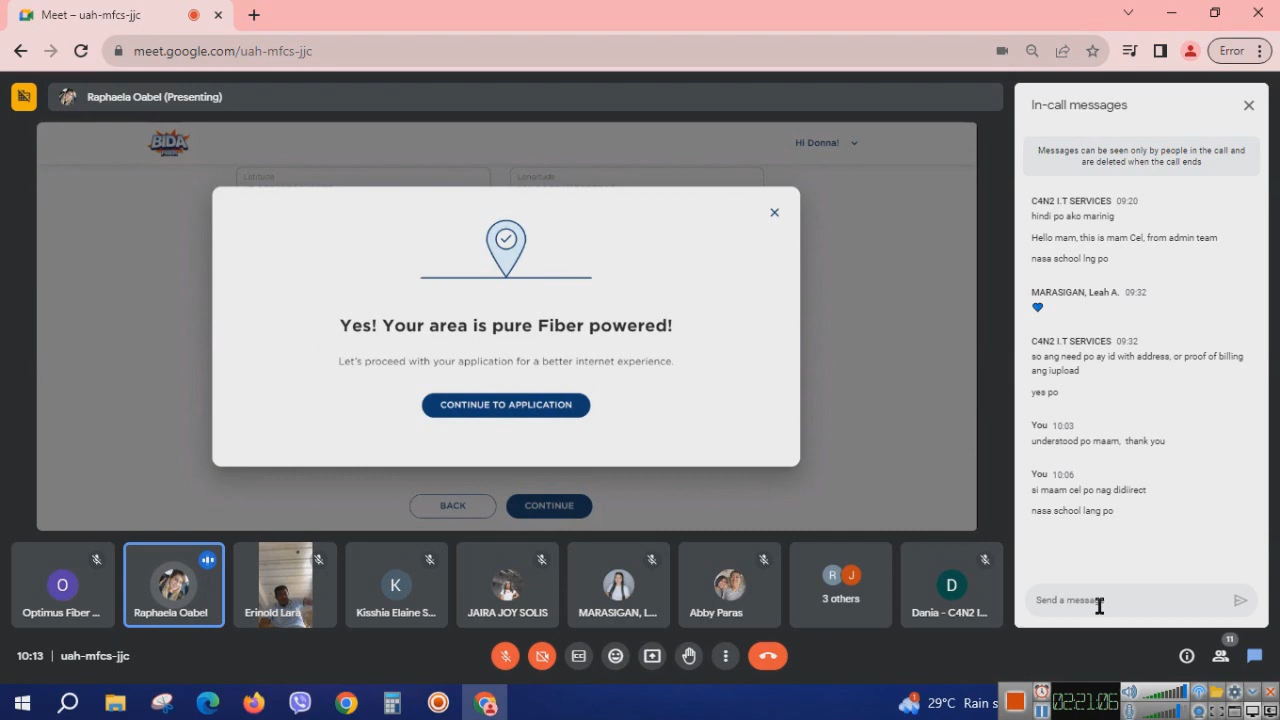 Meet – uah-mfcs-jjc
meet.google.com/uah-mfcs-jjc
Error
Raphaela Oabel (Presenting)
BIDA
Hi Donna!
Latitude
Longitude
Yes! Your area is pure Fiber powered!
Let's proceed with your application for a better internet experience.
CONTINUE TO APPLICATION
BACK
CONTINUE
In-call messages
Messages can be seen only by people in the call and
are deleted when the call ends
C4N2 I.T SERVICES 09:20
hindi po ako marinig
Hello mam, this is mam Cel, from admin team
nasa school lng po
MARASIGAN, Leah A. 09:32
C4N2 I.T SERVICES 09:32
so ang need po ay id with address, or proof of billing
ang iupload
yes po
You 10:03
understood po maam, thank you
You 10:06
si maam cel po nag didiirect
nasa school lang po
Send a message
O
Optimus Fiber ...
Raphaela Oabel
Erinold Lara
K
Kisshia Elaine S...
JAIRA JOY SOLIS
MARASIGAN, L...
Abby Paras
R J
3 others
D
Dania - C4N2 I...
10:13 uah-mfcs-jjc
11
29°C Rain s
02:21:06